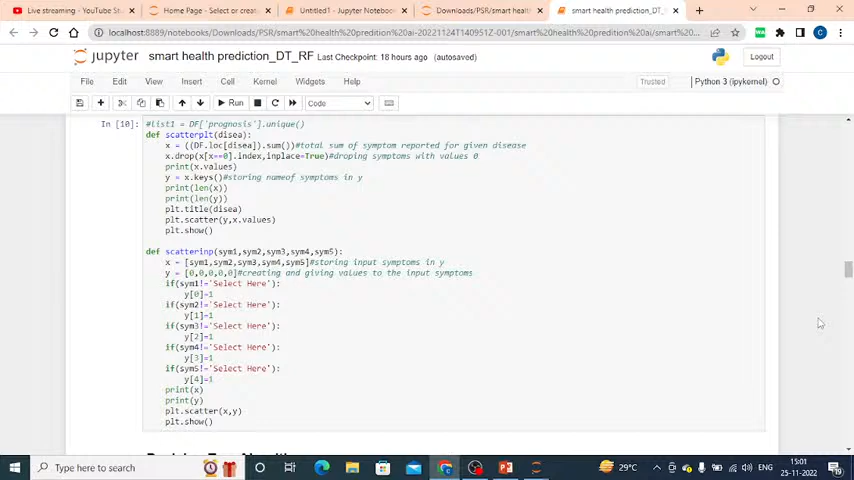 Live streaming - YouTube St
Home Page - Select or creat
Untitled1 - Jupyter Noteboo
Downloads/PSR/smart health
smart health prediction_DT_R
localhost:8889/notebooks/Downloads/PSR/smart%20health%20prediction%20ai-20221124T140951Z-001/smart%20health%20prediction%20ai/smart%...
jupyter smart health prediction_DT_RF Last Checkpoint: 18 hours ago (autosaved)
Logout
File Edit View Insert Cell Kernel Widgets Help
Trusted
Python 3 (ipykernel)
Run
Code
In [10]:
#list1 = DF['prognosis'].unique()
def scatterplt(disea):
x = ((DF.loc[disea]).sum())#total sum of symptom reported for given disease
x.drop(x[x==0].index,inplace=True)#droping symptoms with values 0
print(x.values)
y = x.keys()#storing nameof symptoms in y
print(len(x))
print(len(y))
plt.title(disea)
plt.scatter(y,x.values)
plt.show()
def scatterinp(sym1,sym2,sym3,sym4,sym5):
x = [sym1,sym2,sym3,sym4,sym5]#storing input symptoms in y
y = [0,0,0,0,0]#creating and giving values to the input symptoms
if(sym1!='Select Here'):
y[0]=1
if(sym2!='Select Here'):
y[1]=1
if(sym3!='Select Here'):
y[2]=1
if(sym4!='Select Here'):
y[3]=1
if(sym5!='Select Here'):
y[4]=1
print(x)
print(y)
plt.scatter(x,y)
plt.show()
Type here to search
29°C
ENG
15:01
25-11-2022